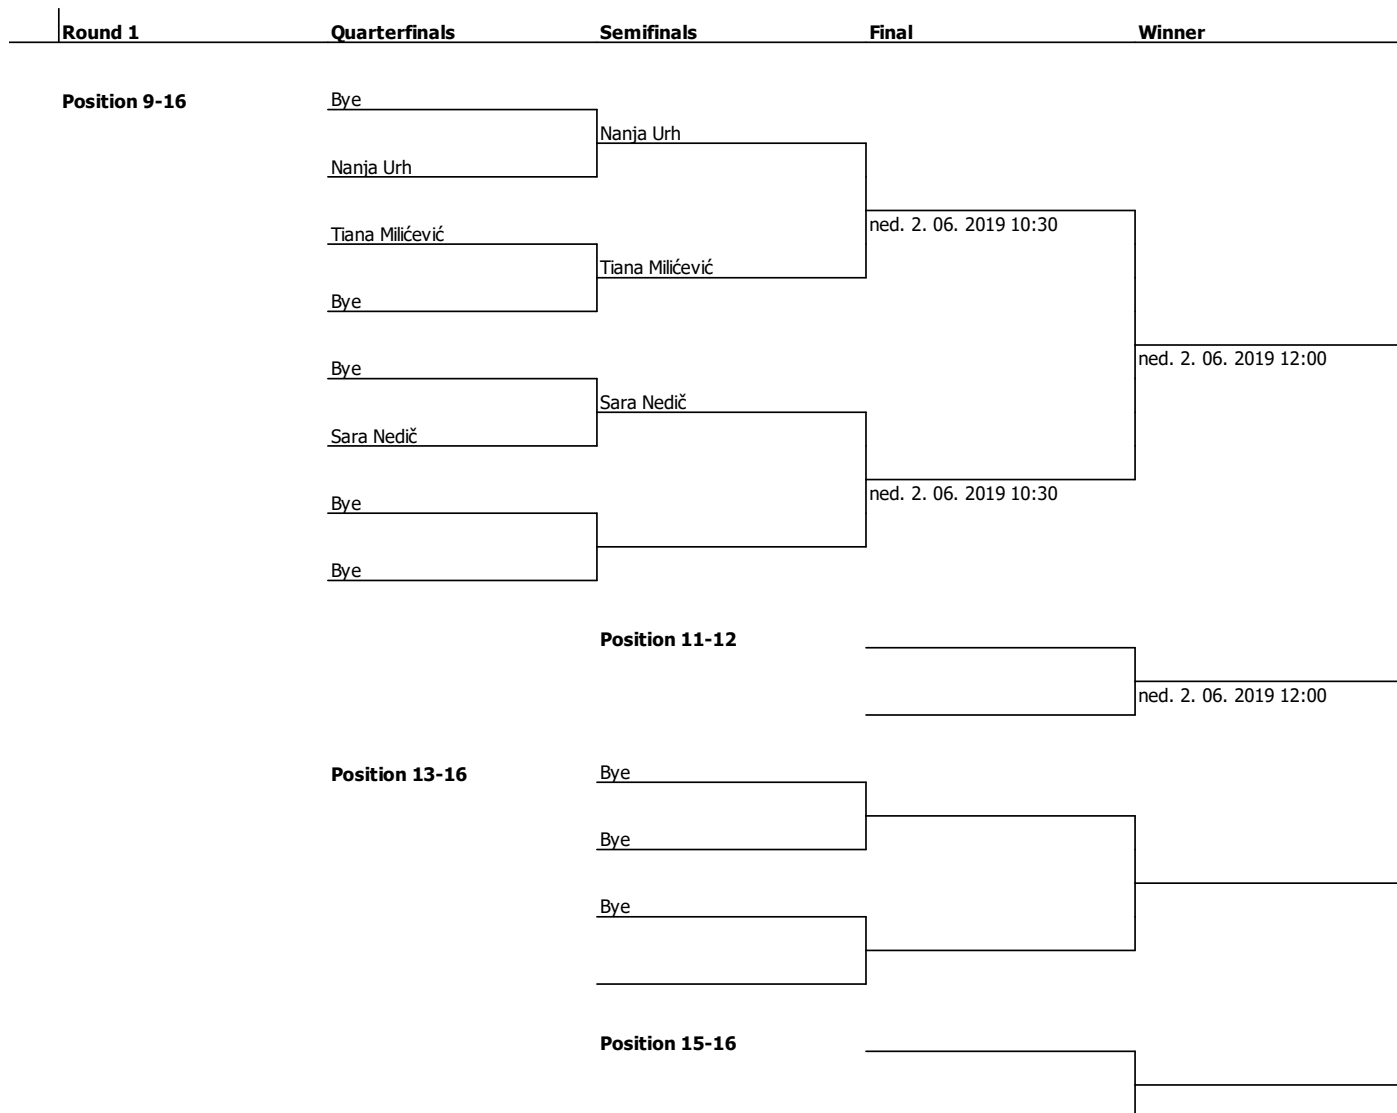 Round 1 Quarterfinals Semifinals Final Winner
Position 9-16 Bye
Nanja Urh
Nanja Urh
Tiana Milićević ned. 2. 06. 2019 10:30
Tiana Milićević
Bye
Bye ned. 2. 06. 2019 12:00
Sara Nedič
Sara Nedič
Bye ned. 2. 06. 2019 10:30
Bye
Position 11-12
ned. 2. 06. 2019 12:00
Position 13-16 Bye
Bye
Bye
Position 15-16